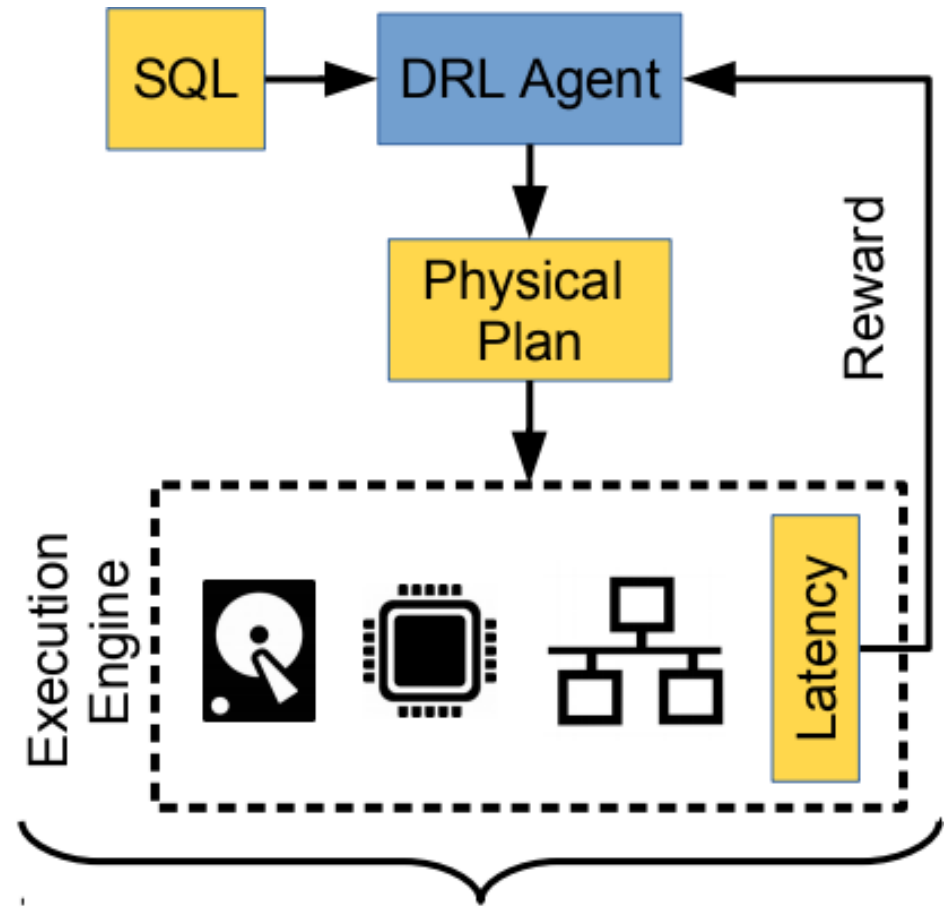 SQL
DRL Agent
Physical
Plan
Reward
Execution
Engine
Latency